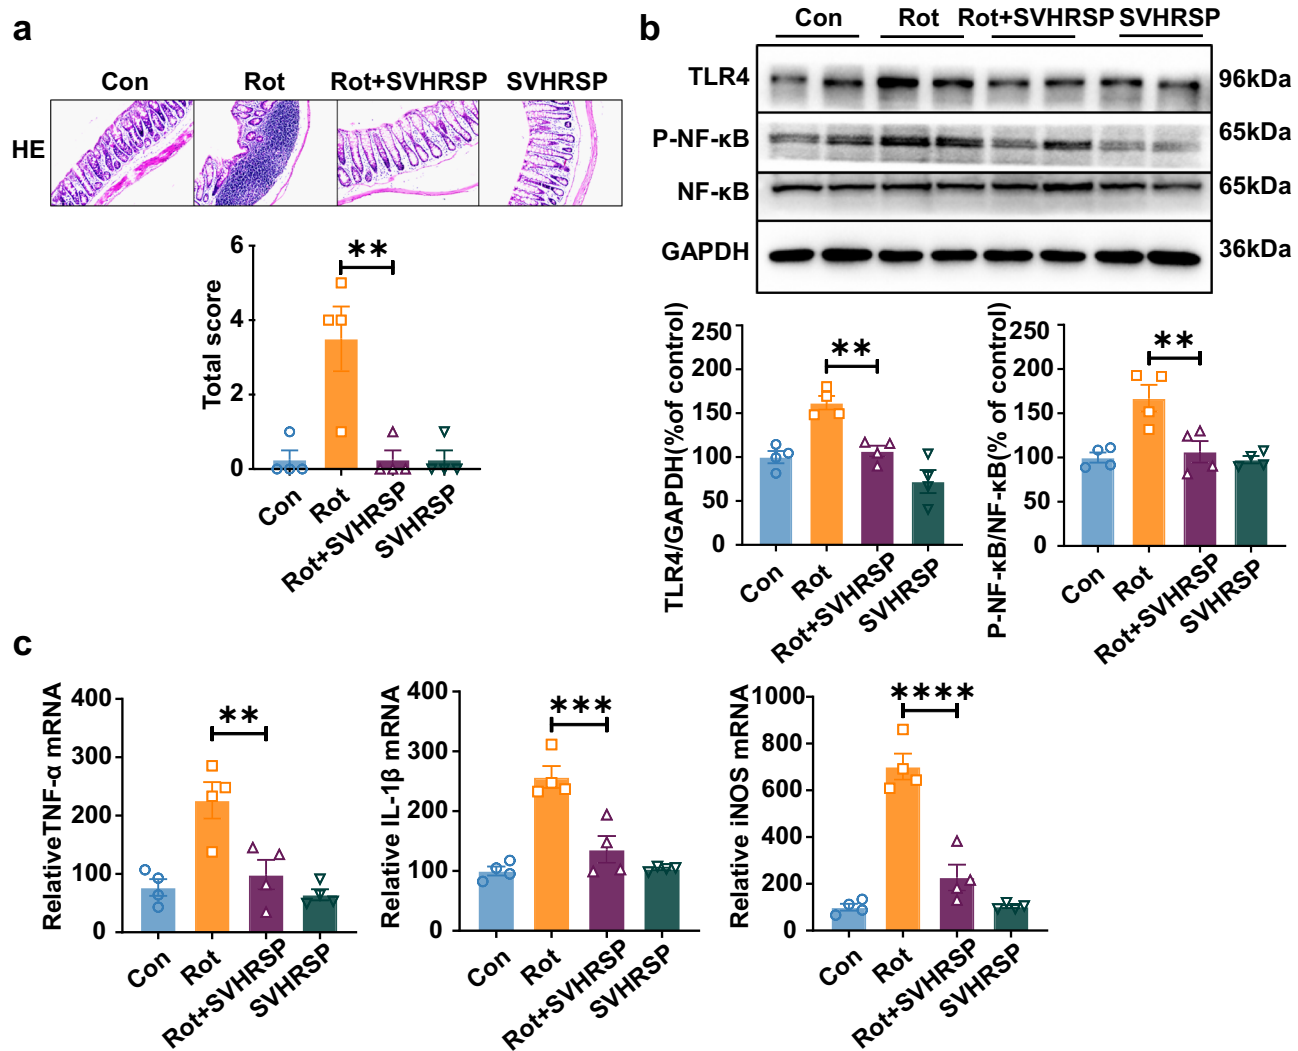 a
Con Rot Rot+SVHRSP SVHRSP
HE
Total score
6
4
2
0
**
Con Rot Rot+SVHRSP SVHRSP
b
Con Rot Rot+SVHRSP SVHRSP
TLR4 96kDa
P-NF-κB 65kDa
NF-κB 65kDa
GAPDH 36kDa
TLR4/GAPDH(%of control)
250
200
150
100
50
0
**
Con Rot Rot+SVHRSP SVHRSP
P-NF-κB/NF-κB(% of control)
250
200
150
100
50
0
**
Con Rot Rot+SVHRSP SVHRSP
c
RelativeTNF-α mRNA
400
300
200
100
0
**
Con Rot Rot+SVHRSP SVHRSP
Relative IL-1β mRNA
400
300
200
100
0
***
Con Rot Rot+SVHRSP SVHRSP
Relative iNOS mRNA
1000
800
600
400
200
0
****
Con Rot Rot+SVHRSP SVHRSP